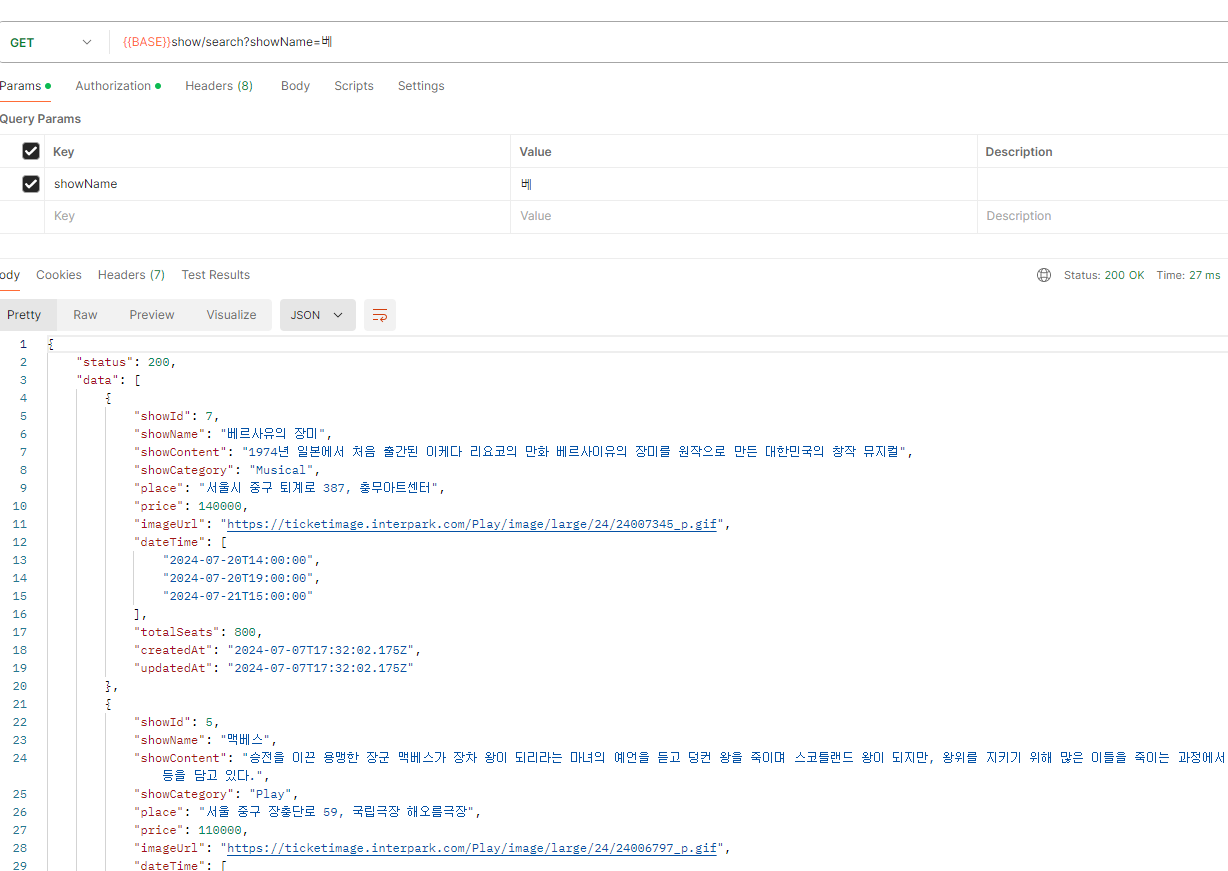 GET {{BASE}}show/search?showName=베
Params Authorization Headers (8) Body Scripts Settings
Query Params
Key Value Description
showName 베
Key Value Description
ody Cookies Headers (7) Test Results Status: 200 OK Time: 27 ms
Pretty Raw Preview Visualize JSON
1 {
2 "status": 200,
3 "data": [
4 {
5 "showId": 7,
6 "showName": "베르사유의 장미",
7 "showContent": "1974년 일본에서 처음 출간된 이케다 리요코의 만화 베르사이유의 장미를 원작으로 만든 대한민국의 창작 뮤지컬",
8 "showCategory": "Musical",
9 "place": "서울시 중구 퇴계로 387, 충무아트센터",
10 "price": 140000,
11 "imageUrl": "https://ticketimage.interpark.com/Play/image/large/24/24007345_p.gif",
12 "dateTime": [
13 "2024-07-20T14:00:00",
14 "2024-07-20T19:00:00",
15 "2024-07-21T15:00:00"
16 ],
17 "totalSeats": 800,
18 "createdAt": "2024-07-07T17:32:02.175Z",
19 "updatedAt": "2024-07-07T17:32:02.175Z"
20 },
21 {
22 "showId": 5,
23 "showName": "맥베스",
24 "showContent": "승전을 이끈 용맹한 장군 맥베스가 장차 왕이 되리라는 마녀의 예언을 듣고 덩컨 왕을 죽이며 스코틀랜드 왕이 되지만, 왕위를 지키기 위해 많은 이들을 죽이는 과정에서
등을 담고 있다.",
25 "showCategory": "Play",
26 "place": "서울 중구 장충단로 59, 국립극장 해오름극장",
27 "price": 110000,
28 "imageUrl": "https://ticketimage.interpark.com/Play/image/large/24/24006797_p.gif",
29 "dateTime": [